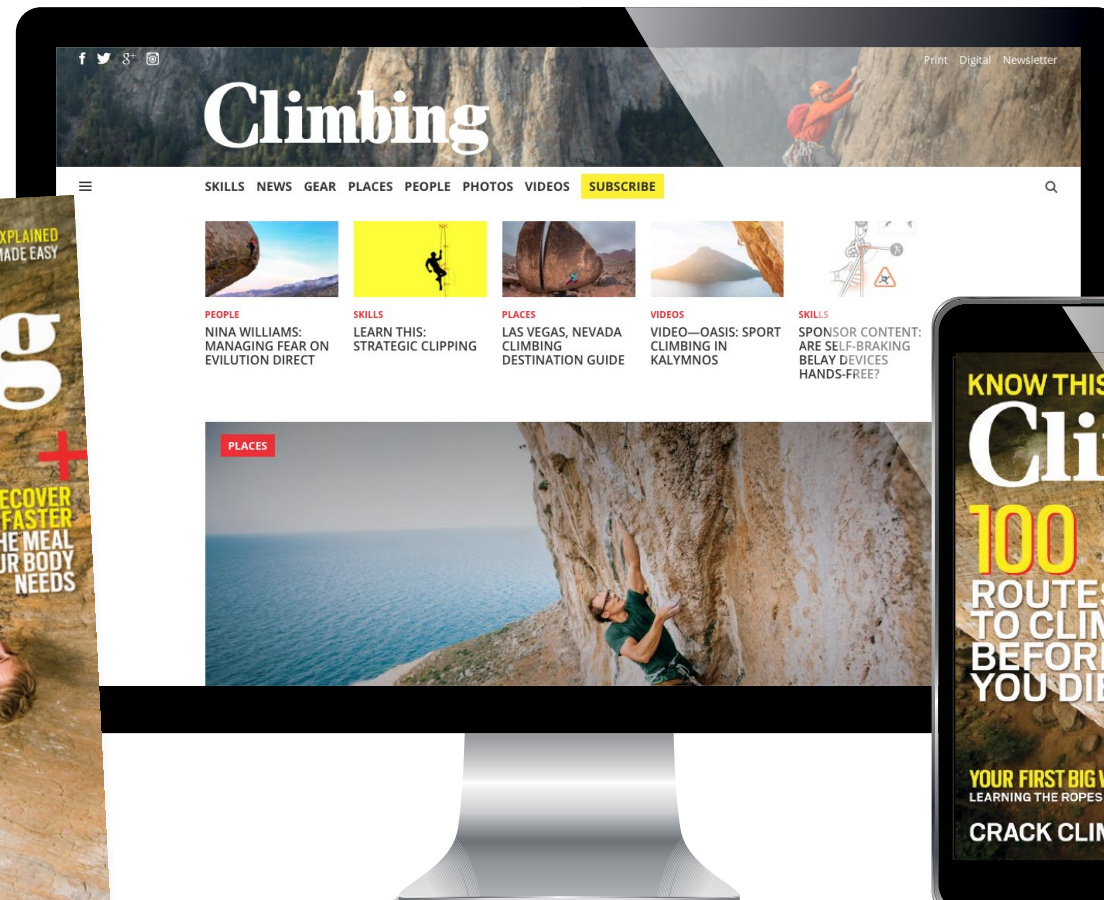 Print Digital Newsletter
Climbing
SKILLS NEWS GEAR PLACES PEOPLE PHOTOS VIDEOS SUBSCRIBE
PEOPLE
NINA WILLIAMS:
MANAGING FEAR ON
EVILUTION DIRECT
SKILLS
LEARN THIS:
STRATEGIC CLIPPING
PLACES
LAS VEGAS, NEVADA
CLIMBING
DESTINATION GUIDE
VIDEOS
VIDEO—OASIS: SPORT
CLIMBING IN
KALYMNOS
SKILLS
SPONSOR CONTENT:
ARE SELF-BRAKING
BELAY DEVICES
HANDS-FREE?
PLACES
XPLAINED
MADE EASY
g
+
ECOVER
FASTER
HE MEAL
UR BODY
NEEDS
KNOW THIS
Cli
100
ROUTES
TO CLIM
BEFOR
YOU DIE
YOUR FIRST BIG W
LEARNING THE ROPES
CRACK CLIM